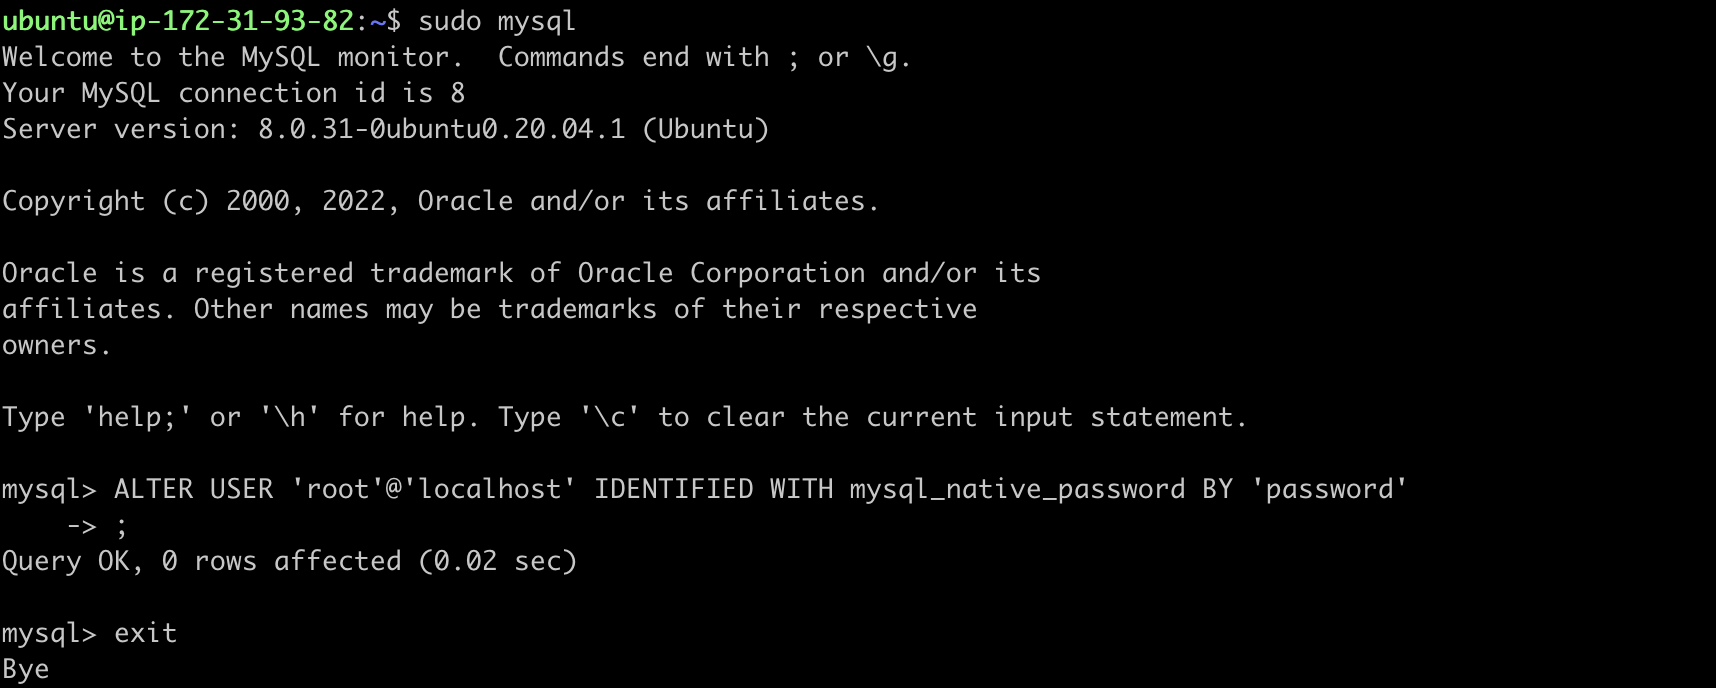 ubuntu@ip-172-31-93-82:~$ sudo mysql
Welcome to the MySQL monitor.  Commands end with ; or \g.
Your MySQL connection id is 8
Server version: 8.0.31-0ubuntu0.20.04.1 (Ubuntu)
Copyright (c) 2000, 2022, Oracle and/or its affiliates.
Oracle is a registered trademark of Oracle Corporation and/or its
affiliates. Other names may be trademarks of their respective
owners.
Type 'help;' or '\h' for help. Type '\c' to clear the current input statement.
mysql> ALTER USER 'root'@'localhost' IDENTIFIED WITH mysql_native_password BY 'password'
    -> ;
Query OK, 0 rows affected (0.02 sec)
mysql> exit
Bye